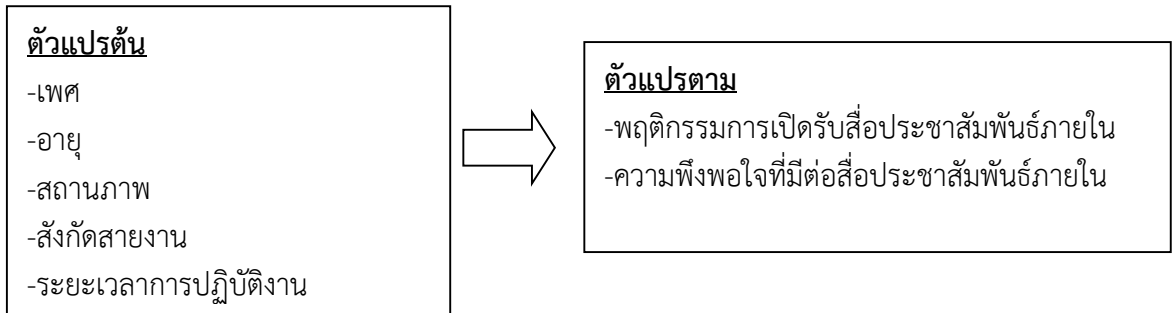 ตัวแปรต้น
-เพศ
-อายุ
-สถานภาพ
-สังกัดสายงาน
-ระยะเวลาการปฏิบัติงาน
ตัวแปรตาม
-พฤติกรรมการเปิดรับสื่อประชาสัมพันธ์ภายใน
-ความพึงพอใจที่มีต่อสื่อประชาสัมพันธ์ภายใน